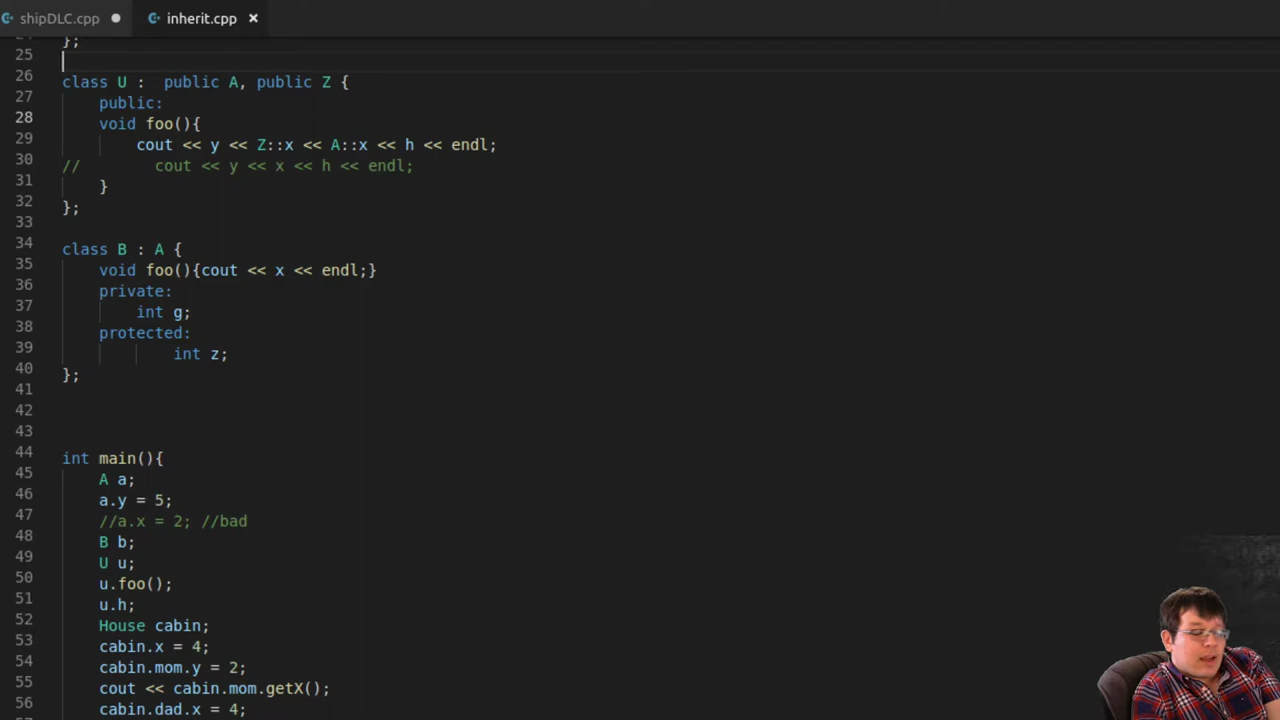 shipDLC.cpp
inherit.cpp
24 };
25
26 class U :  public A, public Z {
27     public:
28     void foo(){
29         cout << y << Z::x << A::x << h << endl;
30 //        cout << y << x << h << endl;
31     }
32 };
33
34 class B : A {
35     void foo(){cout << x << endl;}
36     private:
37         int g;
38     protected:
39             int z;
40 };
41
42
43
44 int main(){
45     A a;
46     a.y = 5;
47     //a.x = 2; //bad
48     B b;
49     U u;
50     u.foo();
51     u.h;
52     House cabin;
53     cabin.x = 4;
54     cabin.mom.y = 2;
55     cout << cabin.mom.getX();
56     cabin.dad.x = 4;